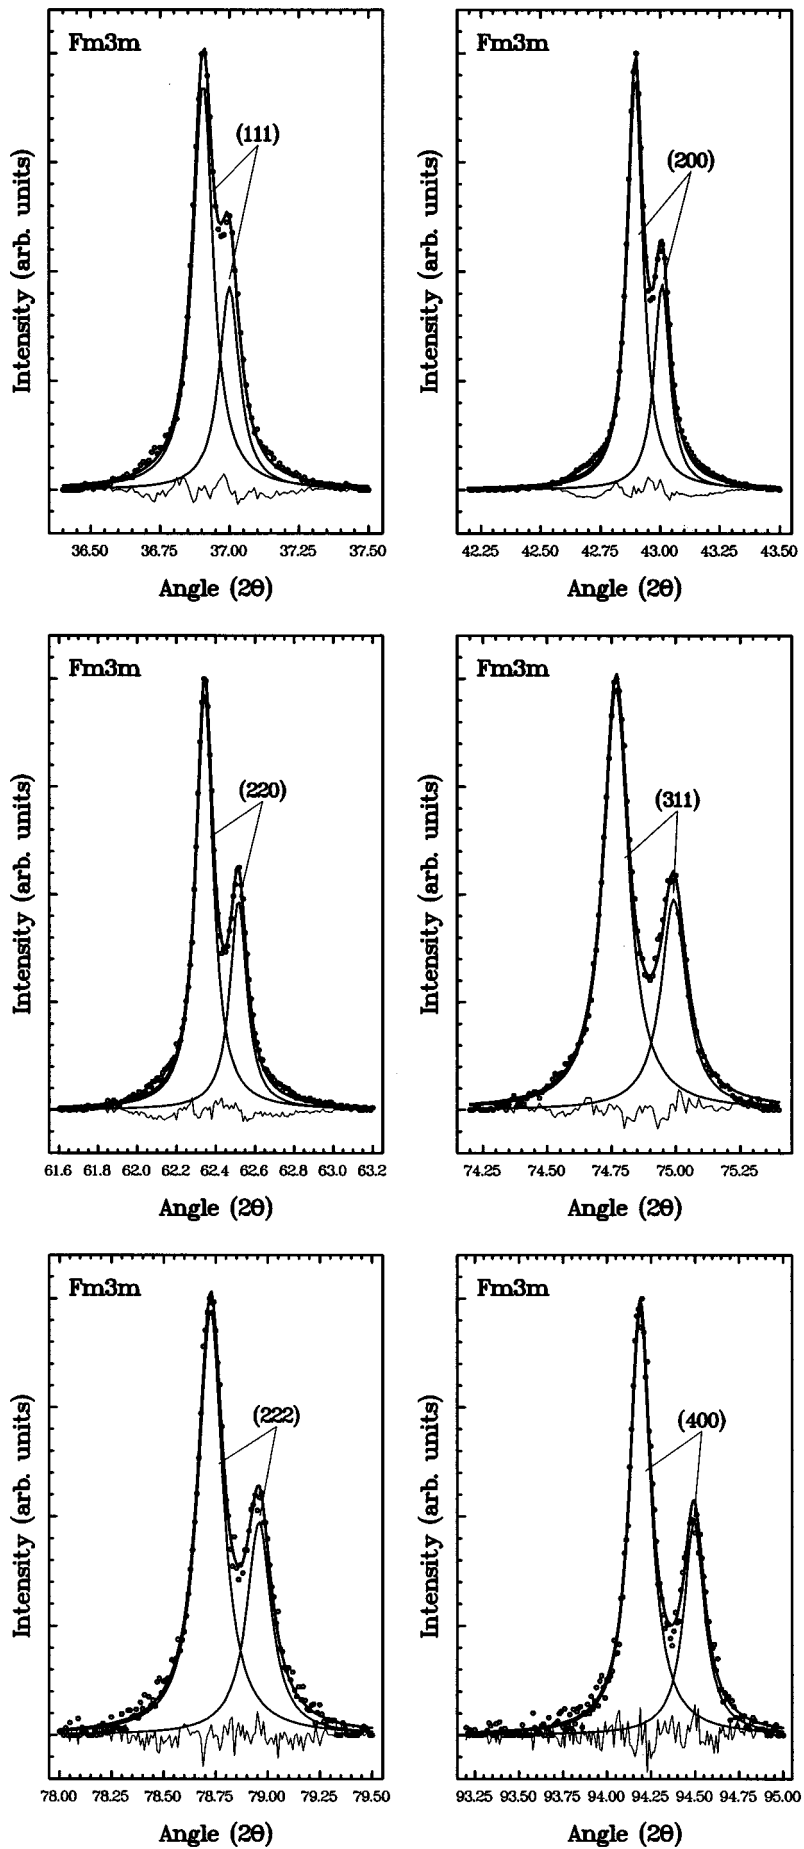 Fm3m
(111)
Intensity (arb. units)
36.50 36.75 37.00 37.25 37.50
Angle (2θ)
Fm3m
(200)
Intensity (arb. units)
42.25 42.50 42.75 43.00 43.25 43.50
Angle (2θ)
Fm3m
(220)
Intensity (arb. units)
61.6 61.8 62.0 62.2 62.4 62.6 62.8 63.0 63.2
Angle (2θ)
Fm3m
(311)
Intensity (arb. units)
74.25 74.50 74.75 75.00 75.25
Angle (2θ)
Fm3m
(222)
Intensity (arb. units)
78.00 78.25 78.50 78.75 79.00 79.25 79.50
Angle (2θ)
Fm3m
(400)
Intensity (arb. units)
93.25 93.50 93.75 94.00 94.25 94.50 94.75 95.00
Angle (2θ)